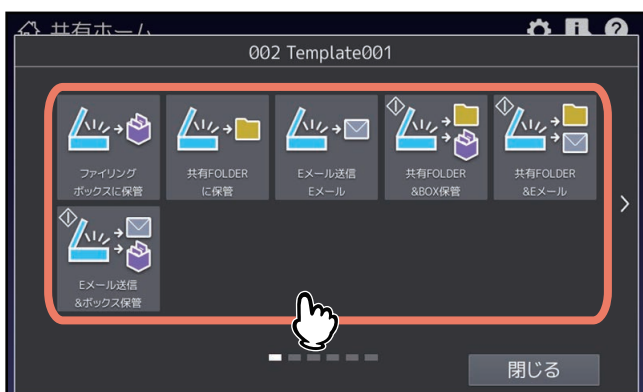 共有ホーム
002 Template001
ファイリング
ボックスに保管
共有FOLDER
に保管
Eメール送信
Eメール
共有FOLDER
&BOX保管
共有FOLDER
&Eメール
Eメール送信
&ボックス保管
閉じる